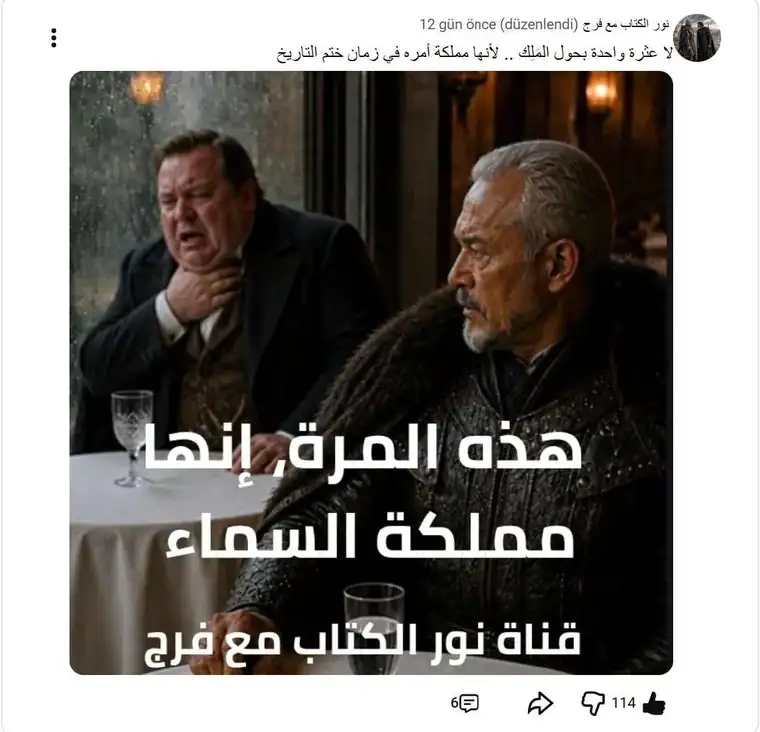 نور الكتاب مع فرج 12 gün önce (düzenlendi)
لا عثرة واحدة بحول المَلِك .. لأنها مملكة أمره في زمان ختم التاريخ
هذه المرة, إنها
مملكة السماء
قناة نور الكتاب مع فرج
114
6